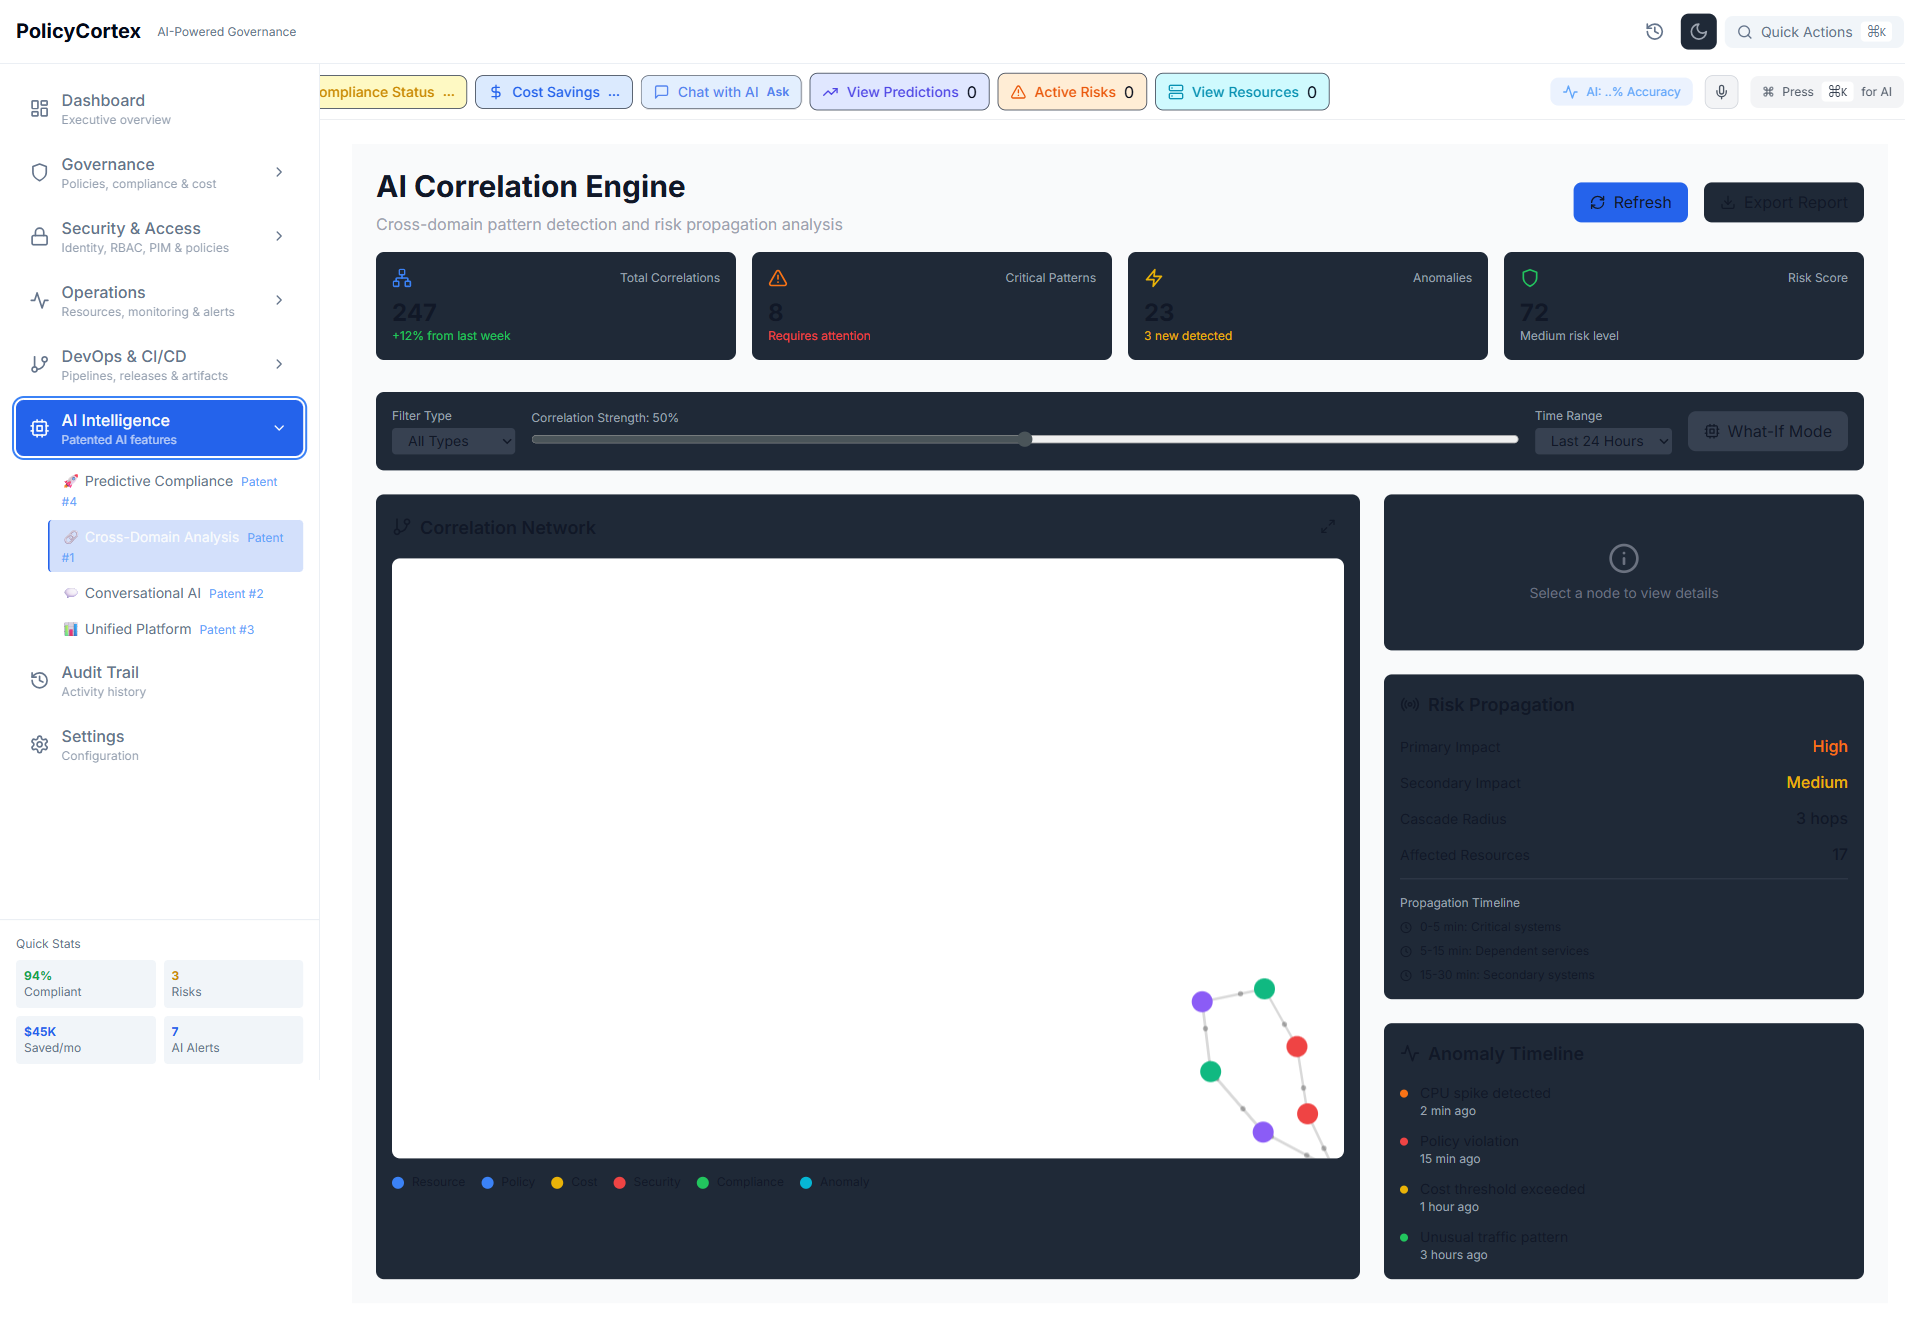 PolicyCortex AI-Powered Governance
Quick Actions ⌘K
Dashboard
Executive overview
Governance
Policies, compliance & cost
Security & Access
Identity, RBAC, PIM & policies
Operations
Resources, monitoring & alerts
DevOps & CI/CD
Pipelines, releases & artifacts
AI Intelligence
Patented AI features
Predictive Compliance Patent
#4
Cross-Domain Analysis Patent
#1
Conversational AI Patent #2
Unified Platform Patent #3
Audit Trail
Activity history
Settings
Configuration
Quick Stats
94%
Compliant
3
Risks
$45K
Saved/mo
7
AI Alerts
ompliance Status ...
Cost Savings ...
Chat with AI Ask
View Predictions 0
Active Risks 0
View Resources 0
AI: ..% Accuracy
⌘ Press ⌘K for AI
AI Correlation Engine
Cross-domain pattern detection and risk propagation analysis
Refresh
Export Report
Total Correlations
247
+12% from last week
Critical Patterns
8
Requires attention
Anomalies
23
3 new detected
Risk Score
72
Medium risk level
Filter Type
All Types
Correlation Strength: 50%
Time Range
Last 24 Hours
What-If Mode
Correlation Network
Resource Policy Cost Security Compliance Anomaly
Select a node to view details
Risk Propagation
Primary Impact High
Secondary Impact Medium
Cascade Radius 3 hops
Affected Resources 17
Propagation Timeline
0-5 min: Critical systems
5-15 min: Dependent services
15-30 min: Secondary systems
Anomaly Timeline
CPU spike detected
2 min ago
Policy violation
15 min ago
Cost threshold exceeded
1 hour ago
Unusual traffic pattern
3 hours ago